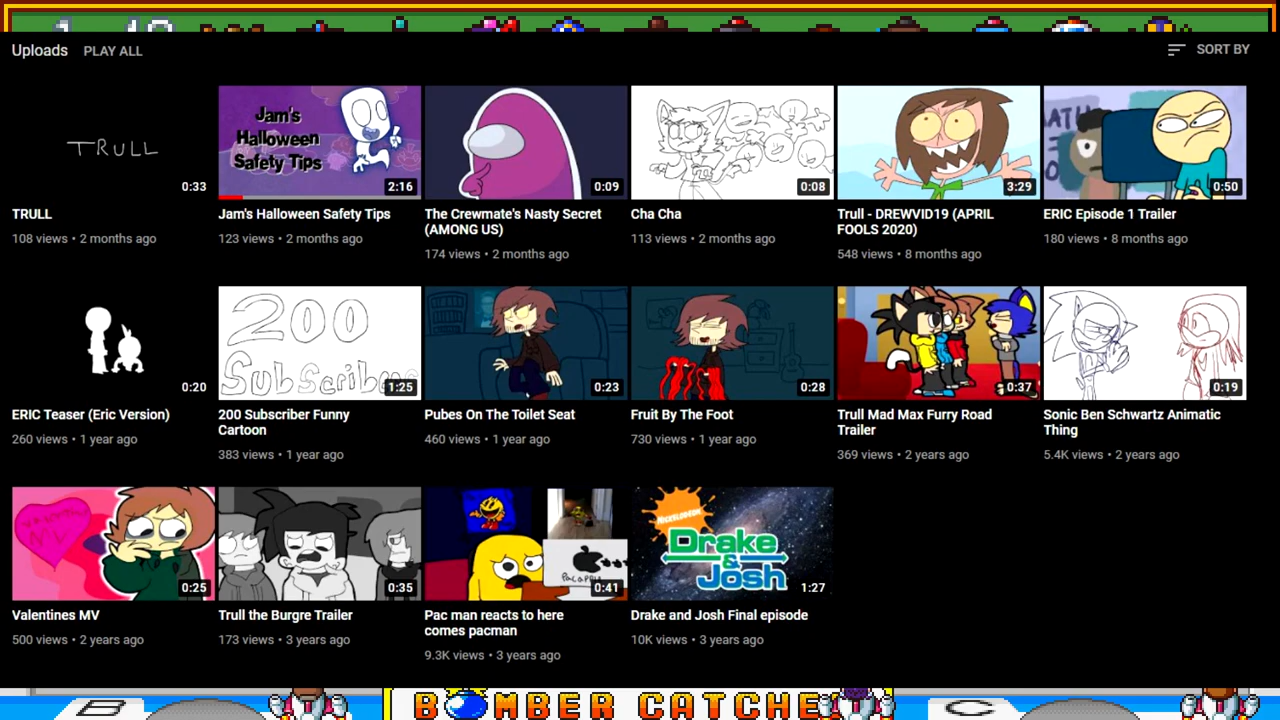 Uploads PLAY ALL SORT BY
TRULL
0:33
Jam's
Halloween
Safety Tips
2:16
0:09
0:08
3:29
0:50
TRULL
108 views • 2 months ago
Jam's Halloween Safety Tips
123 views • 2 months ago
The Crewmate's Nasty Secret
(AMONG US)
174 views • 2 months ago
Cha Cha
113 views • 2 months ago
Trull - DREWVID19 (APRIL
FOOLS 2020)
548 views • 8 months ago
ERIC Episode 1 Trailer
180 views • 8 months ago
0:20
200
Subscriber
1:25
0:23
0:28
0:37
0:19
ERIC Teaser (Eric Version)
260 views • 1 year ago
200 Subscriber Funny
Cartoon
383 views • 1 year ago
Pubes On The Toilet Seat
460 views • 1 year ago
Fruit By The Foot
730 views • 1 year ago
Trull Mad Max Furry Road
Trailer
369 views • 2 years ago
Sonic Ben Schwartz Animatic
Thing
5.4K views • 2 years ago
0:25
0:35
0:41
NICKELODEON
Drake
&
Josh
1:27
Valentines MV
500 views • 2 years ago
Trull the Burgre Trailer
173 views • 3 years ago
Pac man reacts to here
comes pacman
9.3K views • 3 years ago
Drake and Josh Final episode
10K views • 3 years ago
B BOMBER CATCHER C